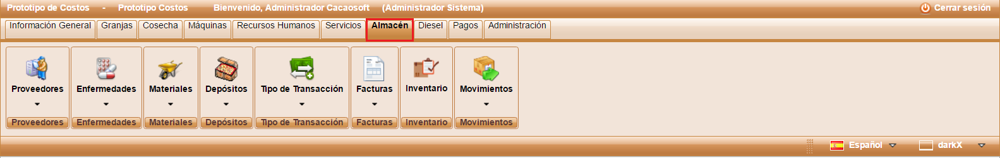 Prototipo de Costos - Prototipo Costos Bienvenido, Administrador Cacaosoft (Administrador Sistema) Cerrar sesión
Información General Granjas Cosecha Máquinas Recursos Humanos Servicios Almacén Diesel Pagos Administración
Proveedores Enfermedades Materiales Depósitos Tipo de Transacción Facturas Inventario Movimientos
Proveedores Enfermedades Materiales Depósitos Tipo de Transacción Facturas Inventario Movimientos
Español darkX